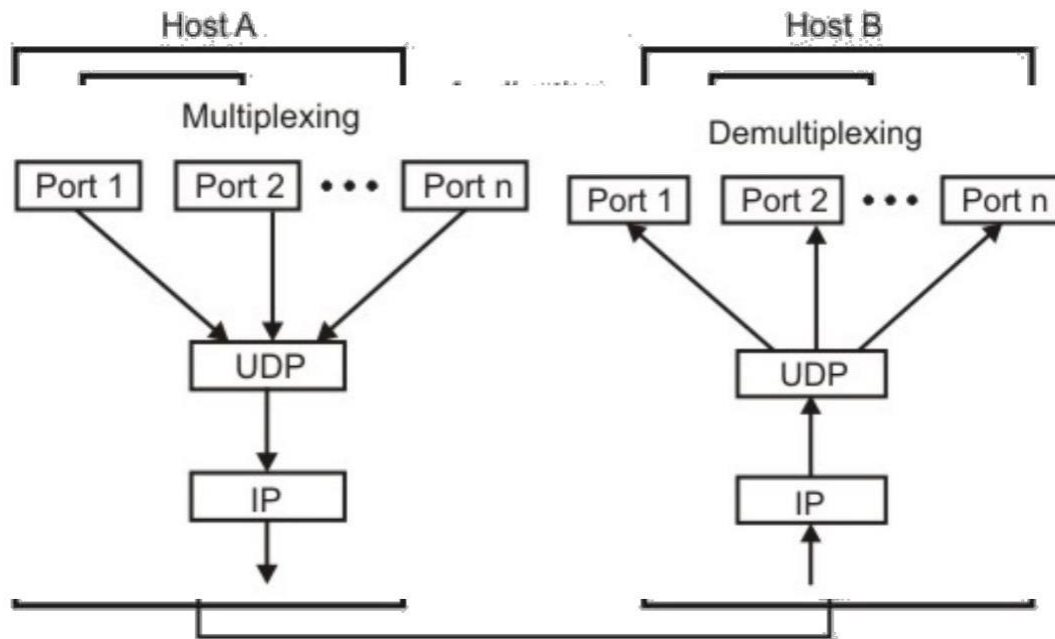 Host A
Host B
Multiplexing
Demultiplexing
Port 1
Port 2
Port n
Port 1
Port 2
Port n
UDP
UDP
IP
IP